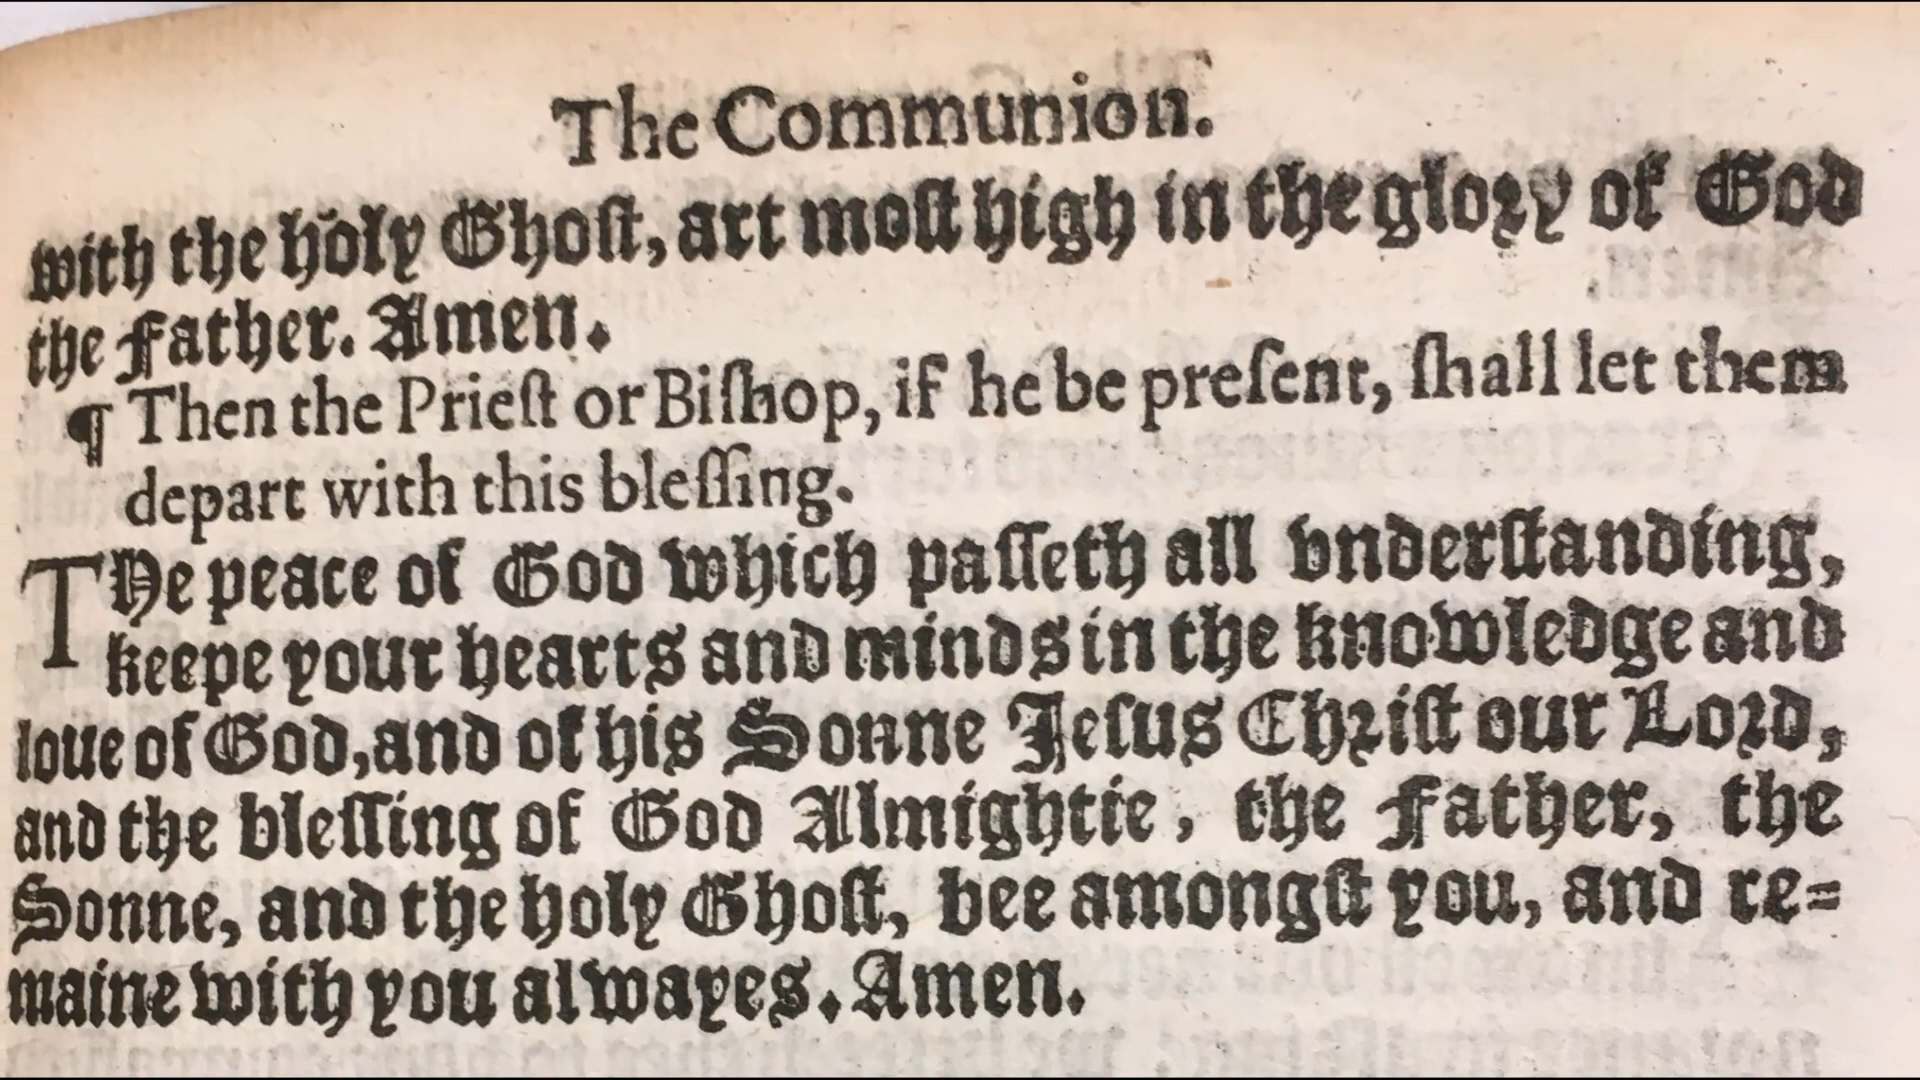 The Communion.
with the holy Ghoſt, art moſt high in the glory of God
the Father. Amen.
¶ Then the Prieſt or Biſhop, if he be preſent, ſhall let them
depart with this bleſſing.
THe peace of God which paſſeth all vnderſtanding,
keepe your hearts and minds in the knowledge and
loue of God, and of his Sonne Jeſus Chriſt our Lord,
and the bleſſing of God Almightie, the Father, the
Sonne, and the holy Ghoſt, bee amongſt you, and re=
maine with you alwayes. Amen.